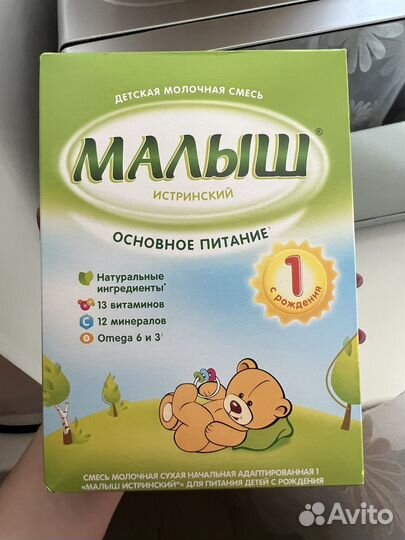 ДЕТСКАЯ МОЛОЧНАЯ СМЕСЬ
МАЛЫШ®
ИСТРИНСКИЙ
ОСНОВНОЕ ПИТАНИЕ¹
1
с рождения
Натуральные
ингредиенты*
13 витаминов
C 12 минералов
Omega 6 и 3
СМЕСЬ МОЛОЧНАЯ СУХАЯ НАЧАЛЬНАЯ АДАПТИРОВАННАЯ 1
«МАЛЫШ ИСТРИНСКИЙ®» ДЛЯ ПИТАНИЯ ДЕТЕЙ С РОЖДЕНИЯ
Avito